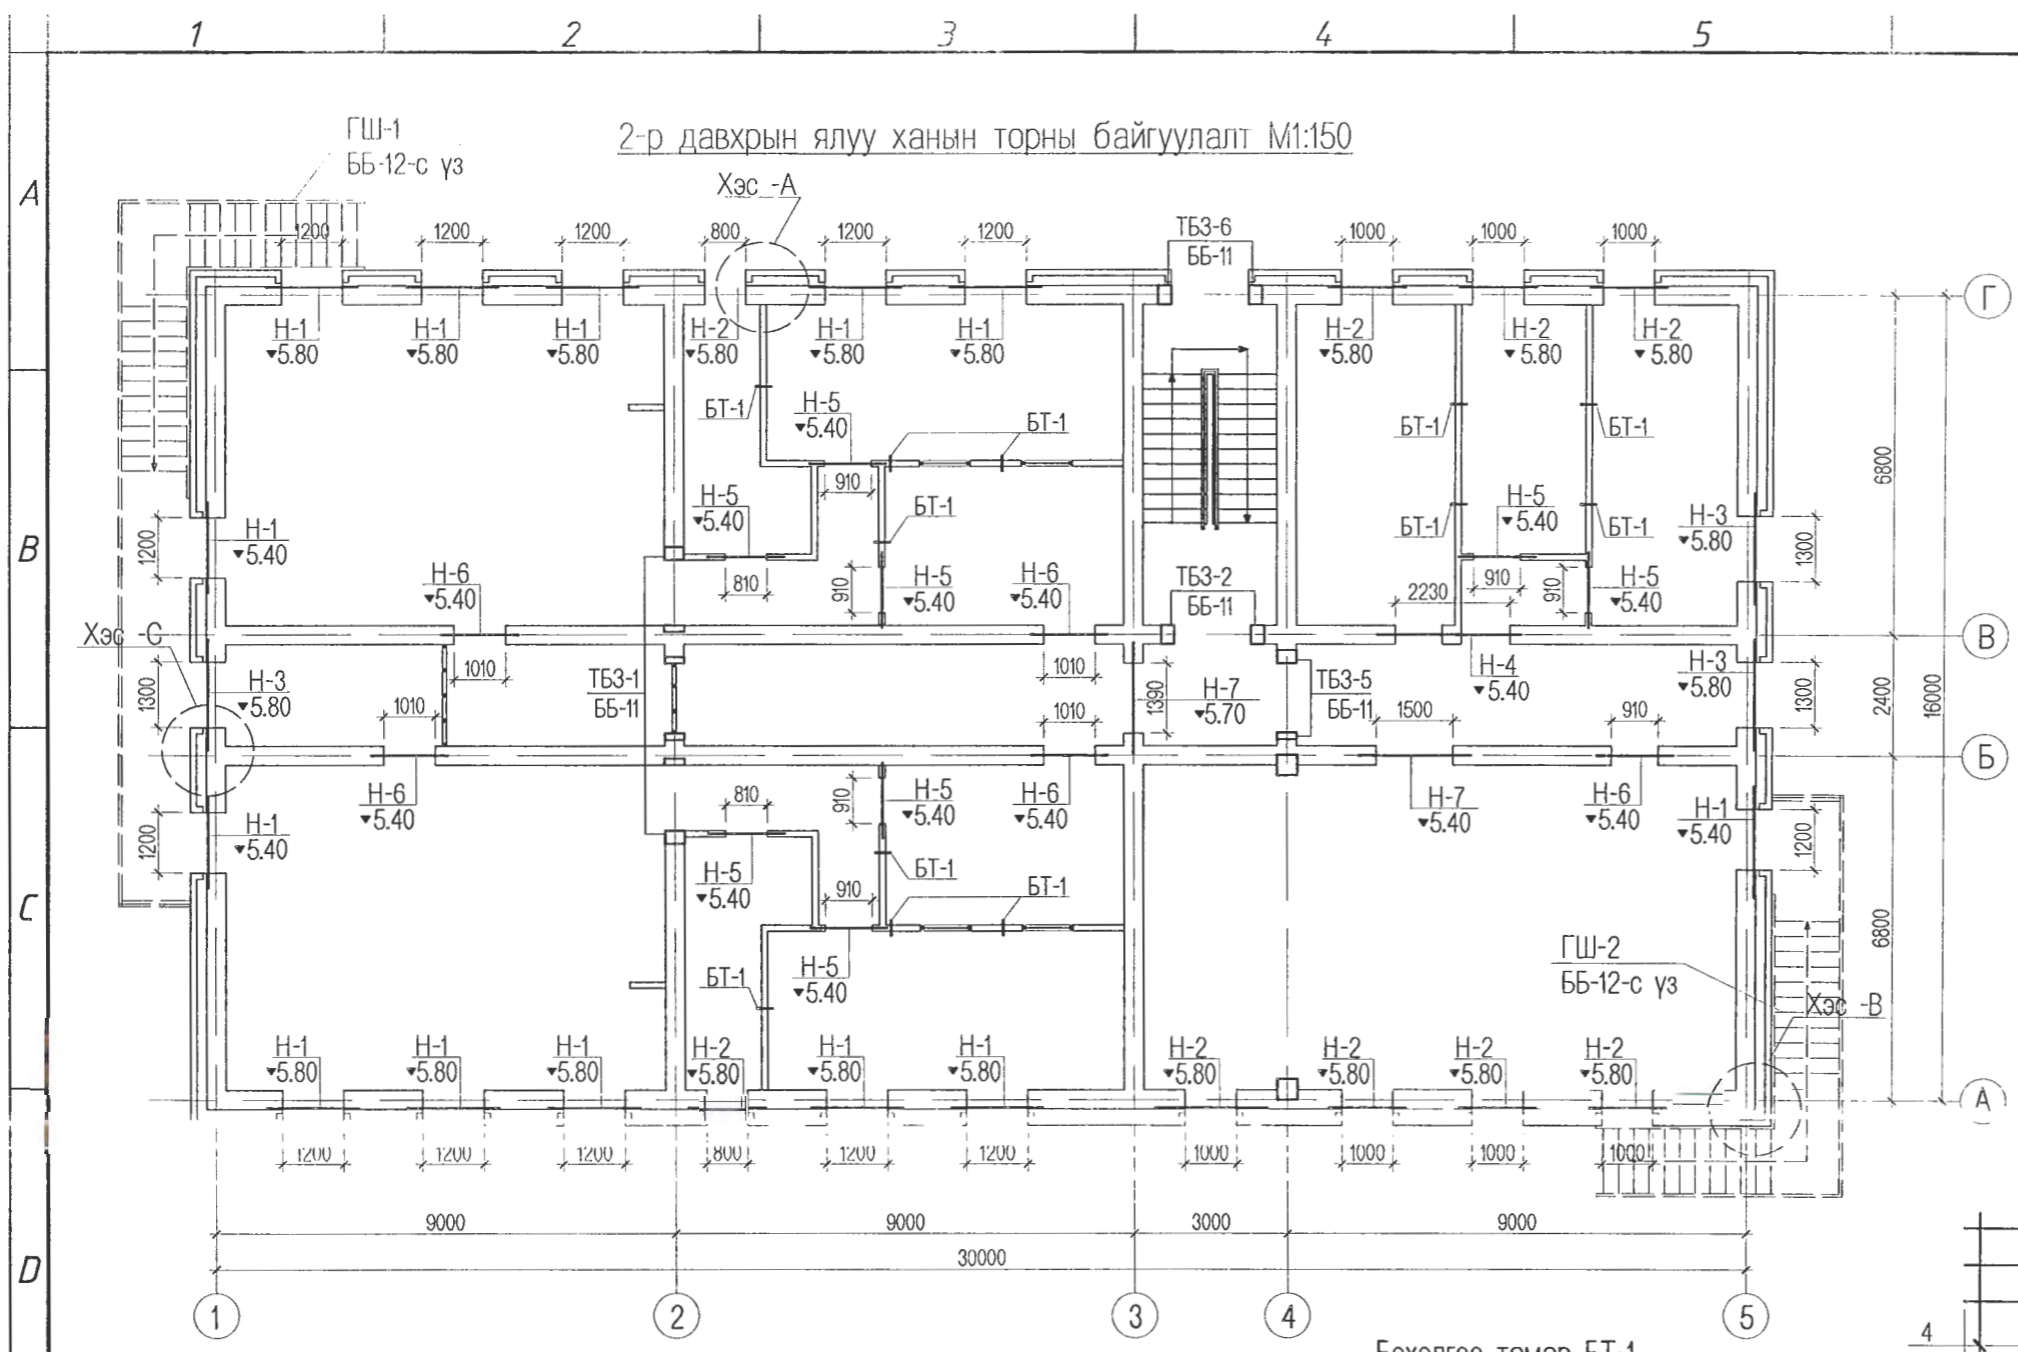 1 2 3 4 5
ГШ-1
ББ-12-с үз
2-р давхрын ялуу ханын торны байгуулалт М1:150
A
Хэс -А
ТБЗ-6
ББ-11
1200 1200 1200 800 1200 1200 1000 1000 1000
Г
Н-1 Н-1 Н-1 Н-2 Н-1 Н-1 Н-2 Н-2 Н-2
5.80 5.80 5.80 5.80 5.80 5.80 5.80 5.80 5.80
БТ-1
Н-5
5.40
БТ-1
БТ-1
БТ-1
6800
910
Н-5
5.40
БТ-1
БТ-1
Н-5
5.40
БТ-1
Н-3
5.80
B
1200
Н-1
5.40
1300
Н-6
5.40
810
910
Н-5
5.40
Н-6
5.40
ТБЗ-2
ББ-11
2230
910
910
Н-5
5.40
Хэс -С
В
1300
Н-3
5.80
1010
1010
ТБЗ-1
ББ-11
1010
1010
1390
Н-7
5.70
ТБЗ-5
ББ-11
1500
Н-4
5.40
910
Н-3
5.80
1300
2400
16000
Б
1200
Н-1
5.40
Н-6
5.40
810
910
Н-5
5.40
Н-6
5.40
Н-7
5.40
Н-6
5.40
Н-1
5.40
1200
C
Н-5
5.40
910
БТ-1
БТ-1
6800
ГШ-2
ББ-12-с үз
БТ-1
Н-5
5.40
Хэс -В
Н-1 Н-1 Н-1 Н-2 Н-1 Н-1 Н-2 Н-2 Н-2 Н-2
5.80 5.80 5.80 5.80 5.80 5.80 5.80 5.80 5.80 5.80
А
1200 1200 1200 800 1200 1200 1000 1000 1000 1000
9000 9000 3000 9000
30000
D
1 2 3 4 5
4
Бэхэлгээ төмөр БТ-1